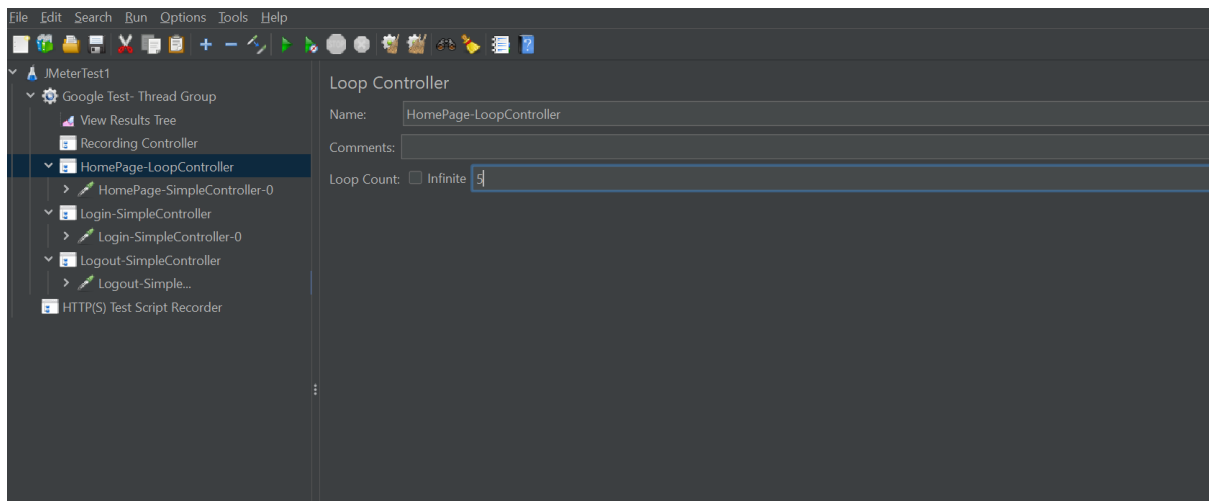 File Edit Search Run Options Tools Help
JMeterTest1
Google Test- Thread Group
View Results Tree
Recording Controller
HomePage-LoopController
HomePage-SimpleController-0
Login-SimpleController
Login-SimpleController-0
Logout-SimpleController
Logout-Simple...
HTTP(S) Test Script Recorder
Loop Controller
Name: HomePage-LoopController
Comments:
Loop Count: Infinite 5